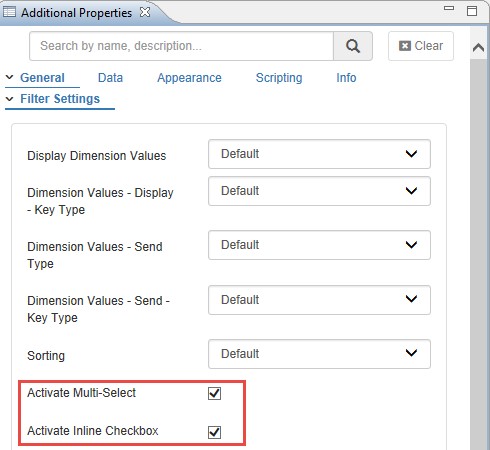 Additional Properties
Search by name, description...
Clear
General Data Appearance Scripting Info
Filter Settings
Display Dimension Values Default
Dimension Values - Display Default
- Key Type
Dimension Values - Send Default
Type
Dimension Values - Send - Default
Key Type
Sorting Default
Activate Multi-Select
Activate Inline Checkbox